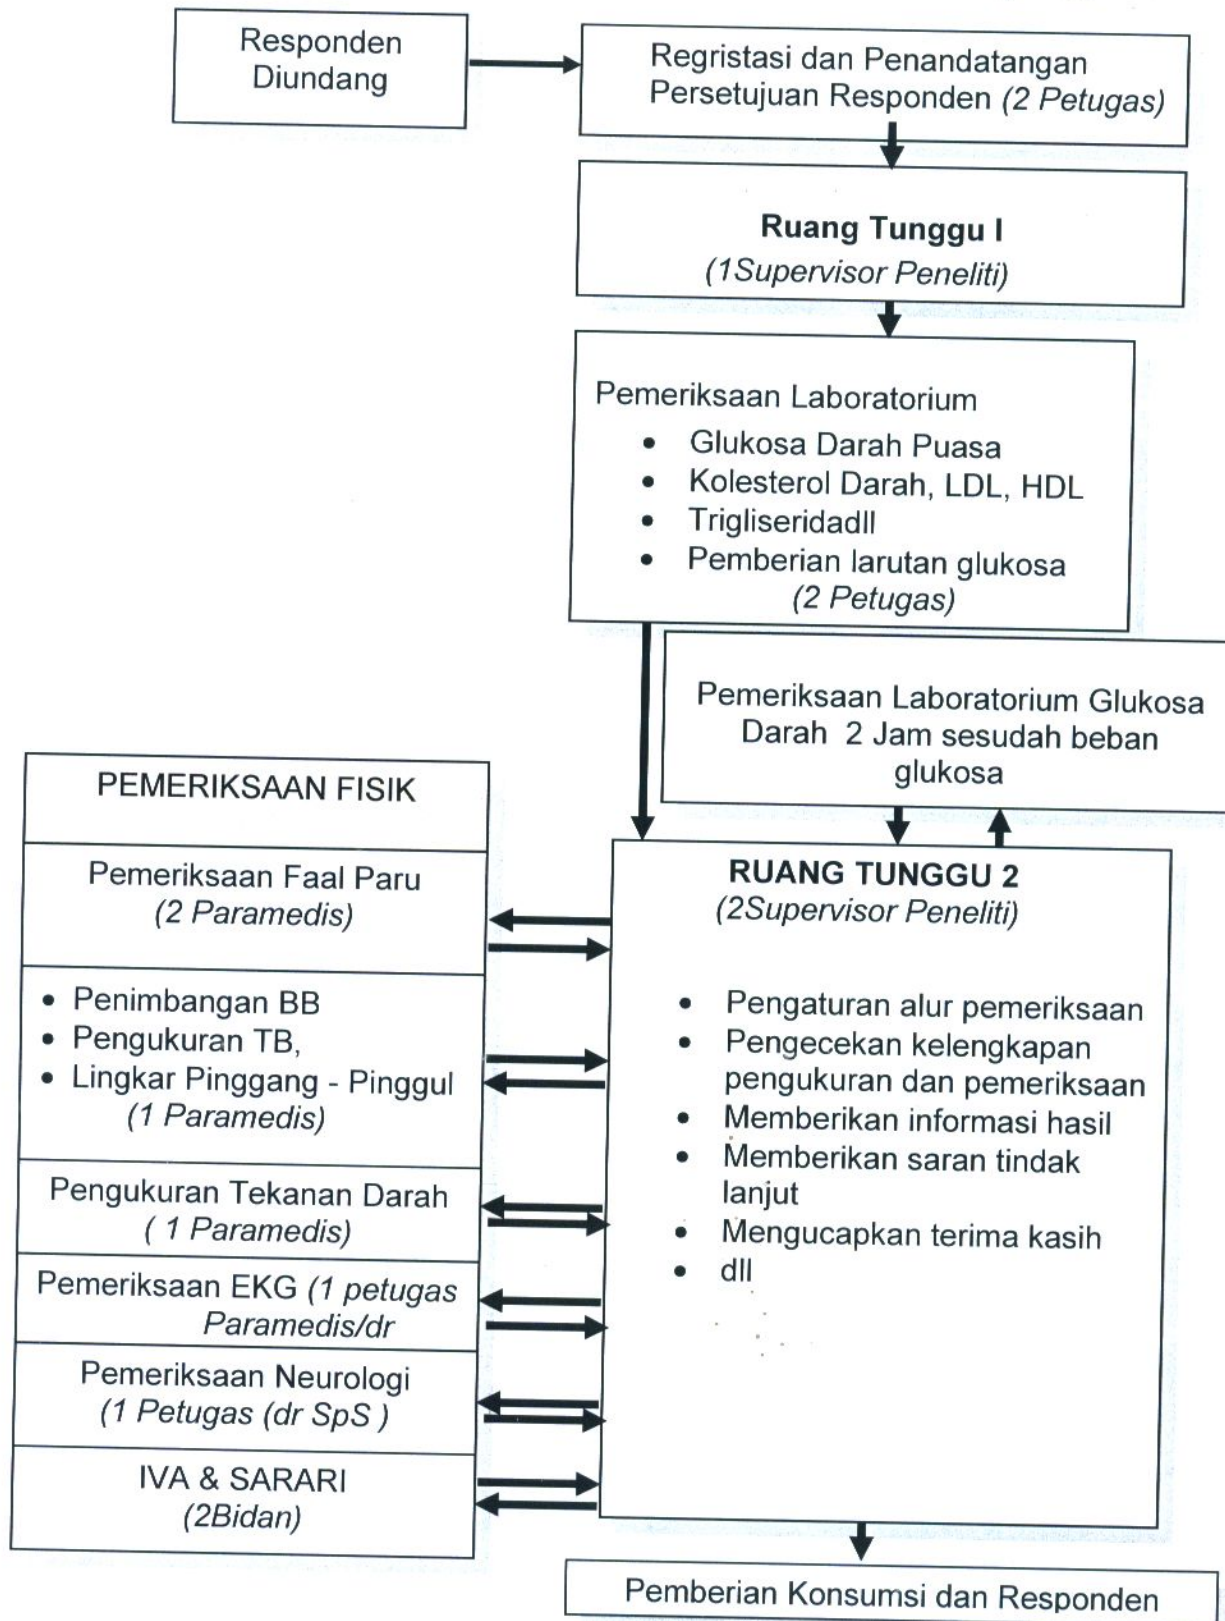 Responden
Diundang
Regristasi dan Penandatangan
Persetujuan Responden (2 Petugas)
Ruang Tunggu I
(1Supervisor Peneliti)
Pemeriksaan Laboratorium
• Glukosa Darah Puasa
• Kolesterol Darah, LDL, HDL
• Trigliseridadll
• Pemberian larutan glukosa
(2 Petugas)
Pemeriksaan Laboratorium Glukosa
Darah 2 Jam sesudah beban
glukosa
PEMERIKSAAN FISIK
Pemeriksaan Faal Paru
(2 Paramedis)
• Penimbangan BB
• Pengukuran TB,
• Lingkar Pinggang - Pinggul
(1 Paramedis)
Pengukuran Tekanan Darah
( 1 Paramedis)
Pemeriksaan EKG (1 petugas
Paramedis/dr
Pemeriksaan Neurologi
(1 Petugas (dr SpS )
IVA & SARARI
(2Bidan)
RUANG TUNGGU 2
(2Supervisor Peneliti)
• Pengaturan alur pemeriksaan
• Pengecekan kelengkapan
pengukuran dan pemeriksaan
• Memberikan informasi hasil
• Memberikan saran tindak
lanjut
• Mengucapkan terima kasih
• dll
Pemberian Konsumsi dan Responden